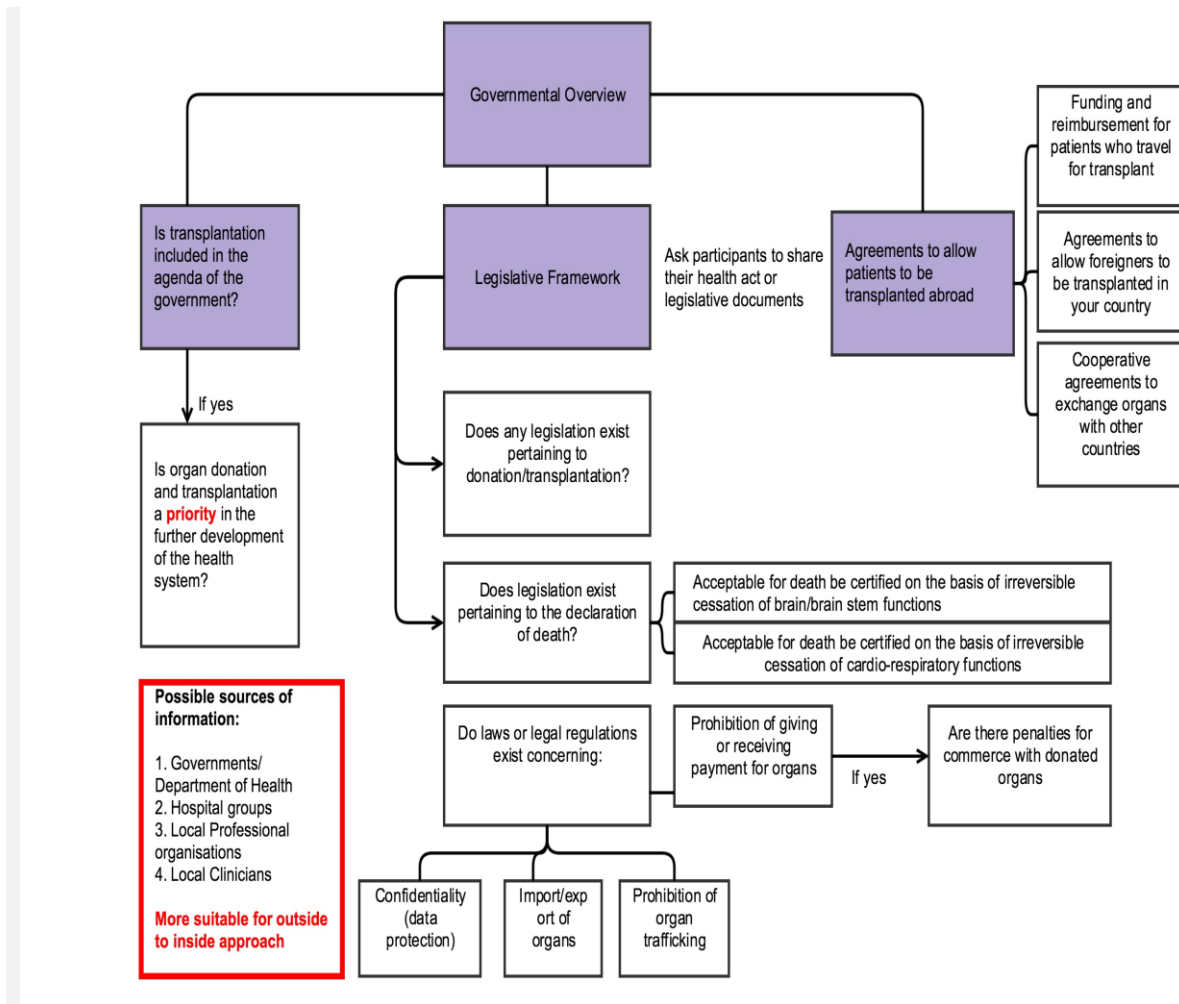 Governmental Overview
Is transplantation
included in the
agenda of the
government?
If yes
Is organ donation
and transplantation
a priority in the
further development
of the health
system?
Legislative Framework
Ask participants to share
their health act or
legislative documents
Does any legislation exist
pertaining to
donation/transplantation?
Does legislation exist
pertaining to the declaration
of death?
Acceptable for death be certified on the basis of irreversible
cessation of brain/brain stem functions
Acceptable for death be certified on the basis of irreversible
cessation of cardio-respiratory functions
Do laws or legal regulations
exist concerning:
Prohibition of giving
or receiving
payment for organs
If yes
Are there penalties for
commerce with donated
organs
Confidentiality
(data
protection)
Import/exp
ort of
organs
Prohibition of
organ
trafficking
Agreements to allow
patients to be
transplanted abroad
Funding and
reimbursement for
patients who travel
for transplant
Agreements to
allow foreigners to
be transplanted in
your country
Cooperative
agreements to
exchange organs
with other
countries
Possible sources of
information:
1. Governments/
Department of Health
2. Hospital groups
3. Local Professional
organisations
4. Local Clinicians
More suitable for outside
to inside approach